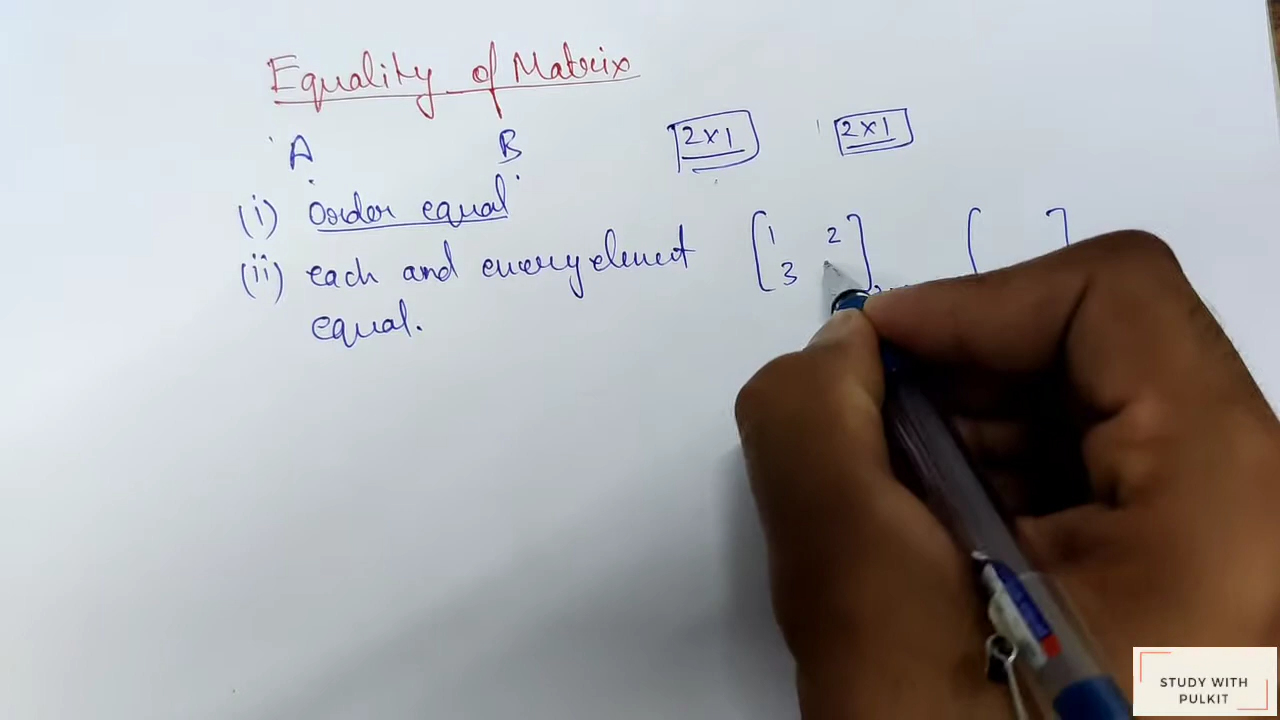 Equality of Matrix
A B 2x1 2x1
(i) Order equal
(ii) each and every element
equal.
1 2
3
STUDY WITH
PULKIT